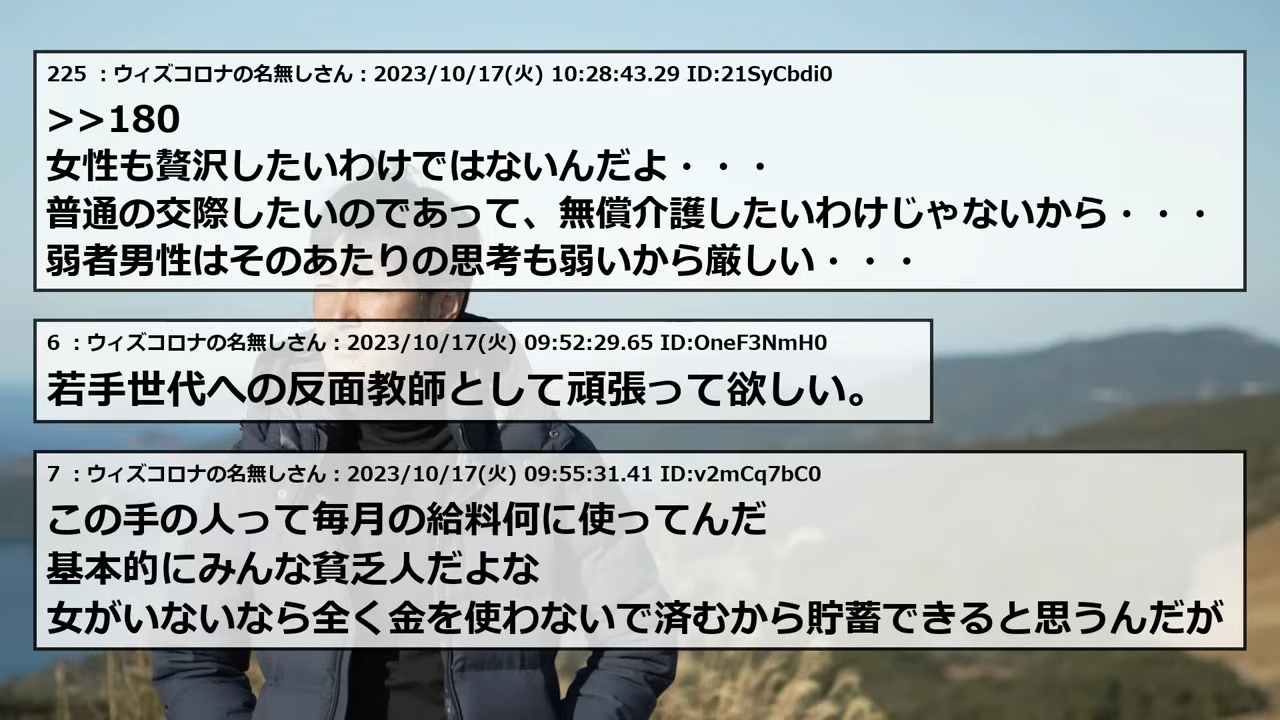 225 ：ウィズコロナの名無しさん：2023/10/17(火) 10:28:43.29 ID:21SyCbdi0
>>180
女性も贅沢したいわけではないんだよ・・・
普通の交際したいのであって、無償介護したいわけじゃないから・・・
弱者男性はそのあたりの思考も弱いから厳しい・・・
6 ：ウィズコロナの名無しさん：2023/10/17(火) 09:52:29.65 ID:OneF3NmH0
若手世代への反面教師として頑張って欲しい。
7 ：ウィズコロナの名無しさん：2023/10/17(火) 09:55:31.41 ID:v2mCq7bC0
この手の人って毎月の給料何に使ってんだ
基本的にみんな貧乏人だよな
女がいないなら全く金を使わないで済むから貯蓄できると思うんだが